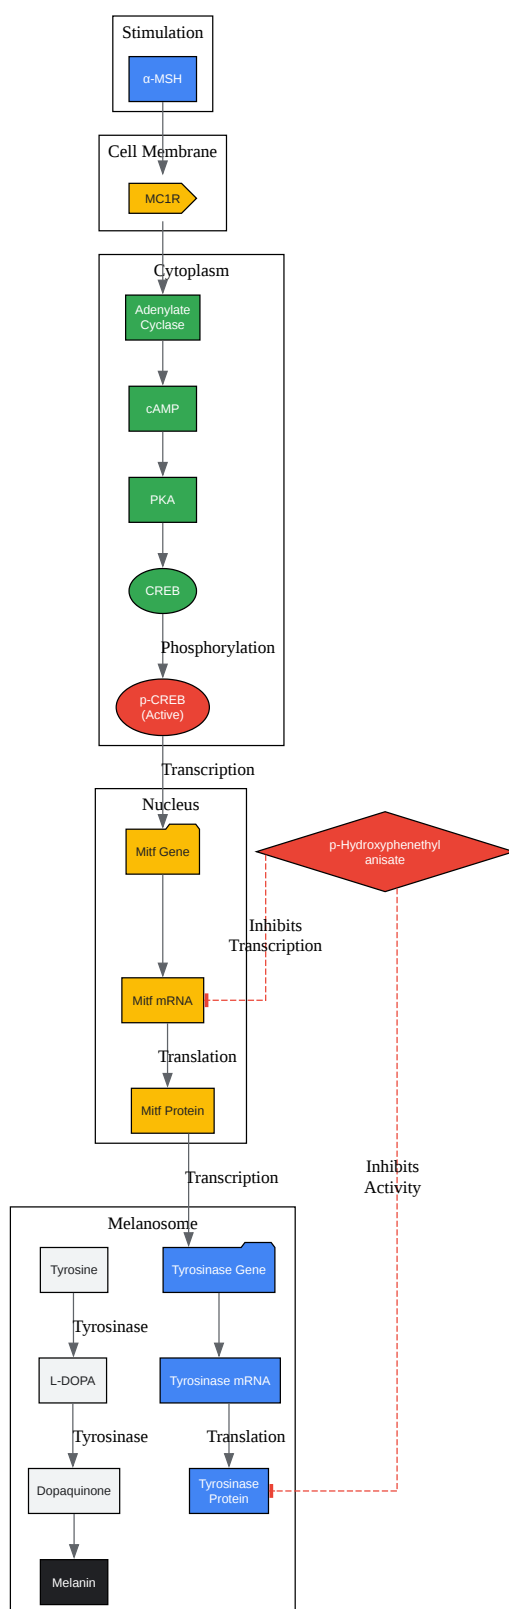 Stimulation
α-MSH
Cell Membrane
MC1R
Cytoplasm
Adenylate
Cyclase
cAMP
PKA
CREB
Phosphorylation
p-CREB
(Active)
Transcription
Nucleus
Mitf Gene
p-Hydroxyphenethyl
anisate
Inhibits
Transcription
Mitf mRNA
Translation
Mitf Protein
Transcription
Inhibits
Activity
Melanosome
Tyrosine
Tyrosinase Gene
Tyrosinase
L-DOPA
Tyrosinase mRNA
Tyrosinase
Translation
Dopaquinone
Tyrosinase
Protein
Melanin